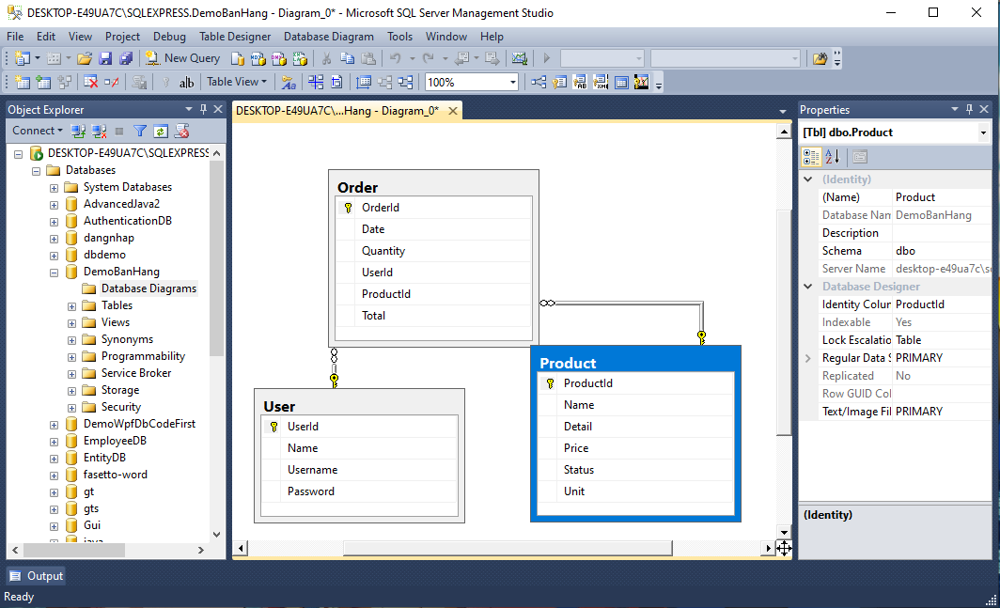 DESKTOP-E49UA7C\SQLEXPRESS.DemoBanHang - Diagram_0* - Microsoft SQL Server Management Studio
File Edit View Project Debug Table Designer Database Diagram Tools Window Help
New Query
Table View 100%
Object Explorer
Connect
DESKTOP-E49UA7C\SQLEXPRESS
Databases
System Databases
AdvancedJava2
AuthenticationDB
dangnhap
dbdemo
DemoBanHang
Database Diagrams
Tables
Views
Synonyms
Programmability
Service Broker
Storage
Security
DemoWpfDbCodeFirst
EmployeeDB
EntityDB
fasetto-word
gt
gts
Gui
java
DESKTOP-E49UA7C\...Hang - Diagram_0*
Order
OrderId
Date
Quantity
UserId
ProductId
Total
User
UserId
Name
Username
Password
Product
ProductId
Name
Detail
Price
Status
Unit
Properties
[Tbl] dbo.Product
(Identity)
(Name) Product
Database Nam DemoBanHang
Description
Schema dbo
Server Name desktop-e49ua7c\s
Database Designer
Identity Colur ProductId
Indexable Yes
Lock Escalatio Table
Regular Data S PRIMARY
Replicated No
Row GUID Col
Text/Image Fil PRIMARY
(Identity)
Output
Ready